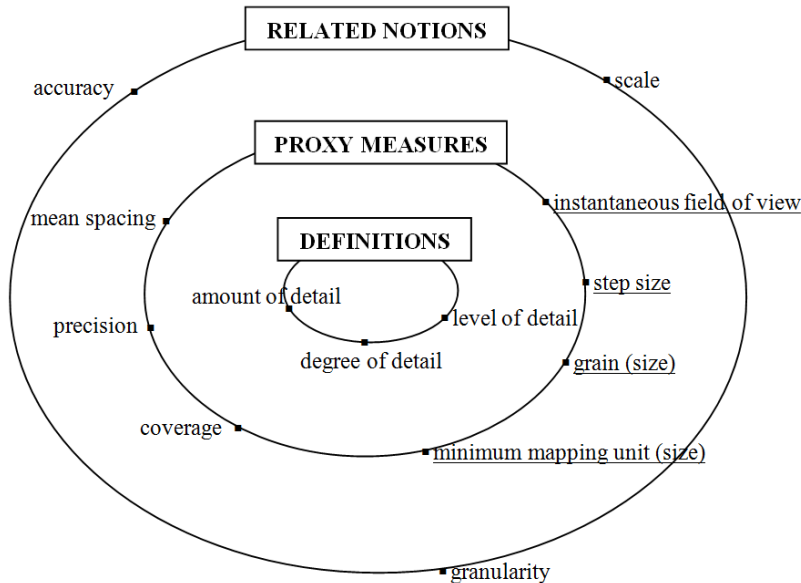 RELATED NOTIONS
accuracy
scale
PROXY MEASURES
instantaneous field of view
mean spacing
DEFINITIONS
step size
amount of detail
level of detail
precision
degree of detail
grain (size)
coverage
minimum mapping unit (size)
granularity